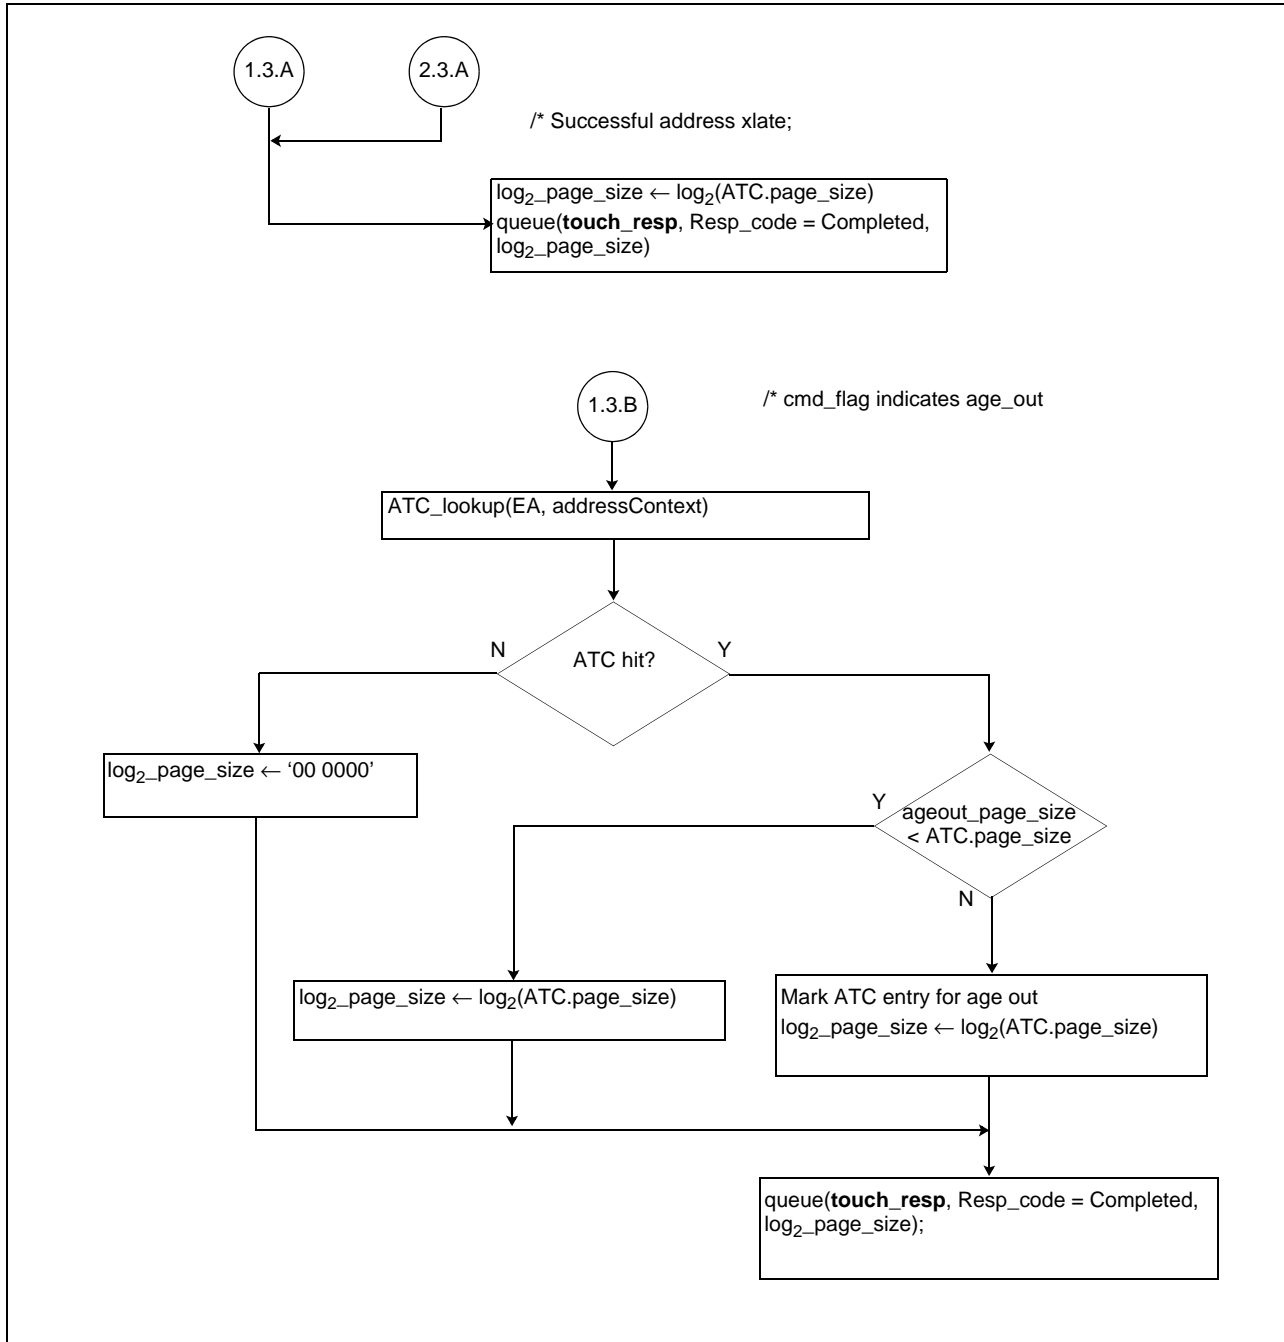 1.3.A
2.3.A
/* Successful address xlate;
log₂_page_size ← log₂(ATC.page_size)
queue(touch_resp, Resp_code = Completed,
log₂_page_size)
1.3.B
/* cmd_flag indicates age_out
ATC_lookup(EA, addressContext)
N
ATC hit?
Y
log₂_page_size ← ‘00 0000’
Y
ageout_page_size
< ATC.page_size
N
log₂_page_size ← log₂(ATC.page_size)
Mark ATC entry for age out
log₂_page_size ← log₂(ATC.page_size)
queue(touch_resp, Resp_code = Completed,
log₂_page_size);